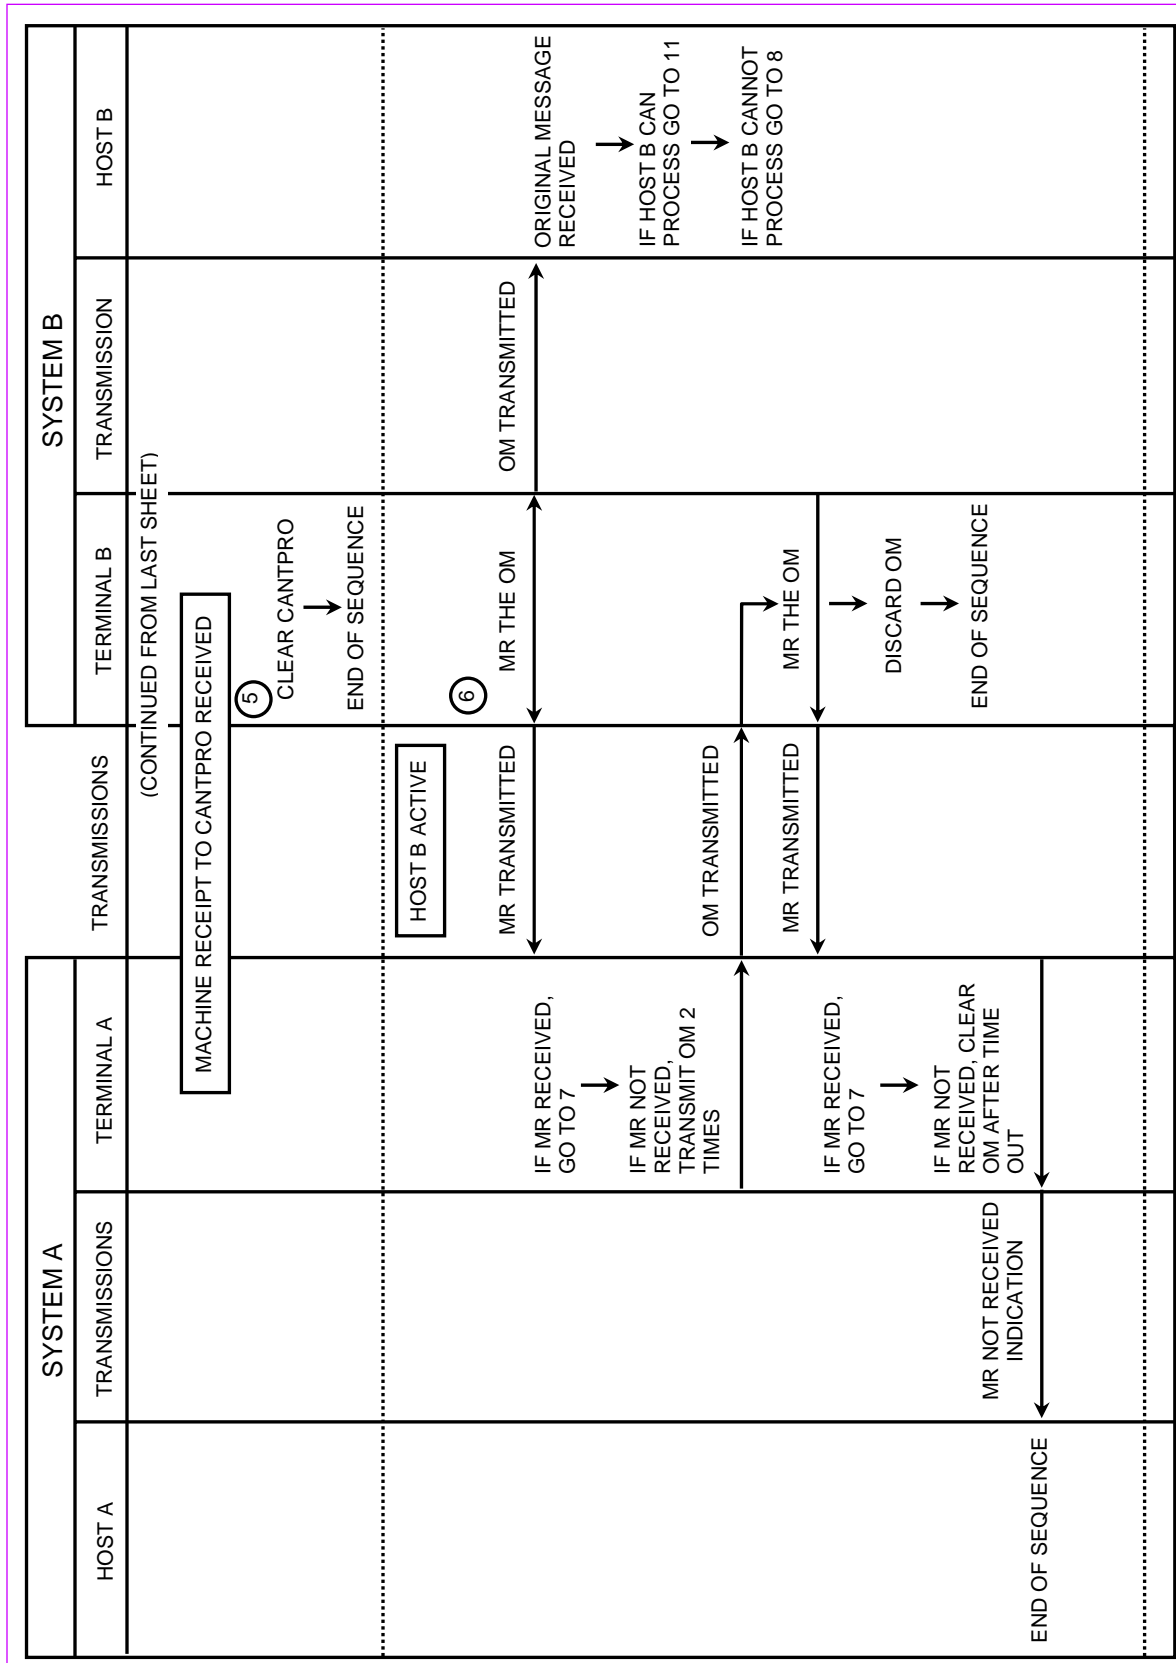 SYSTEM A
SYSTEM B
HOST A
TRANSMISSIONS
TERMINAL A
TRANSMISSIONS
TERMINAL B
TRANSMISSION
HOST B
(CONTINUED FROM LAST SHEET)
MACHINE RECEIPT TO CANTPRO RECEIVED
5
CLEAR CANTPRO
END OF SEQUENCE
HOST B ACTIVE
6
MR TRANSMITTED
MR THE OM
OM TRANSMITTED
ORIGINAL MESSAGE
RECEIVED
IF HOST B CAN
PROCESS GO TO 11
IF HOST B CANNOT
PROCESS GO TO 8
IF MR RECEIVED,
GO TO 7
IF MR NOT
RECEIVED,
TRANSMIT OM 2
TIMES
OM TRANSMITTED
MR TRANSMITTED
MR THE OM
DISCARD OM
END OF SEQUENCE
IF MR RECEIVED,
GO TO 7
IF MR NOT
RECEIVED, CLEAR
OM AFTER TIME
OUT
MR NOT RECEIVED
INDICATION
END OF SEQUENCE